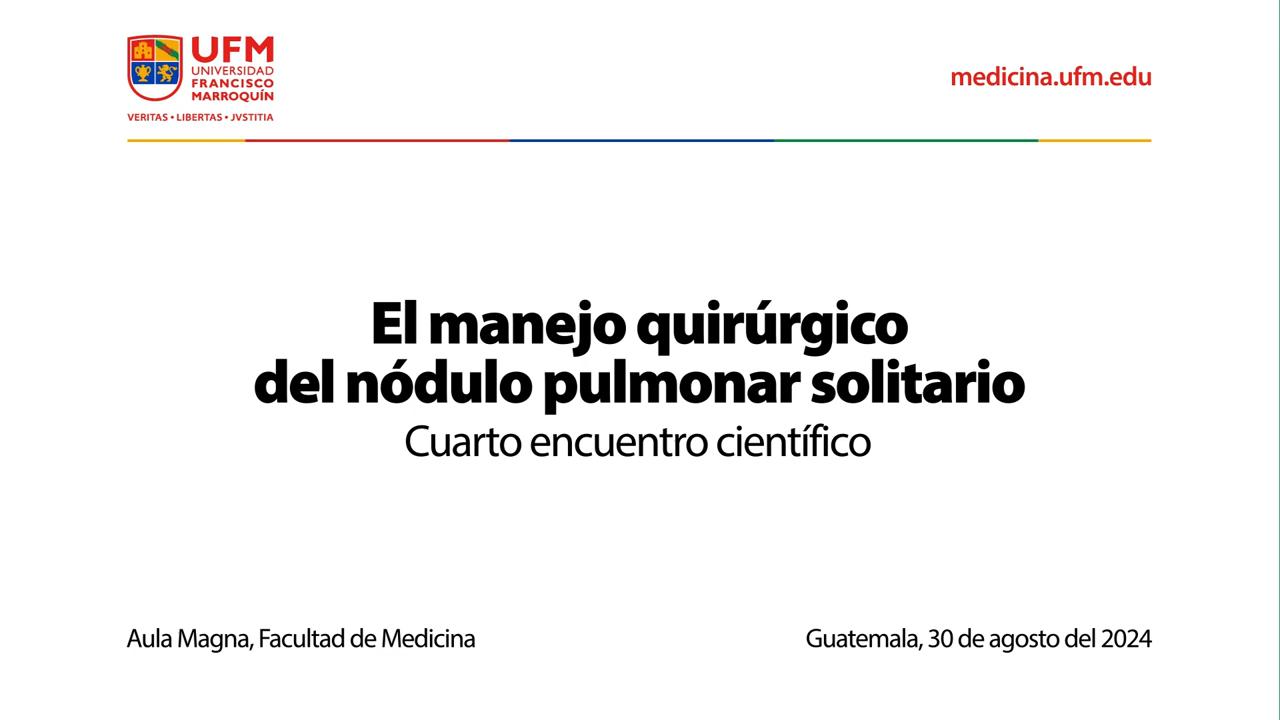 UFM
UNIVERSIDAD
FRANCISCO
MARROQUÍN
VERITAS • LIBERTAS • JVSTITIA
medicina.ufm.edu
El manejo quirúrgico
del nódulo pulmonar solitario
Cuarto encuentro científico
Aula Magna, Facultad de Medicina
Guatemala, 30 de agosto del 2024